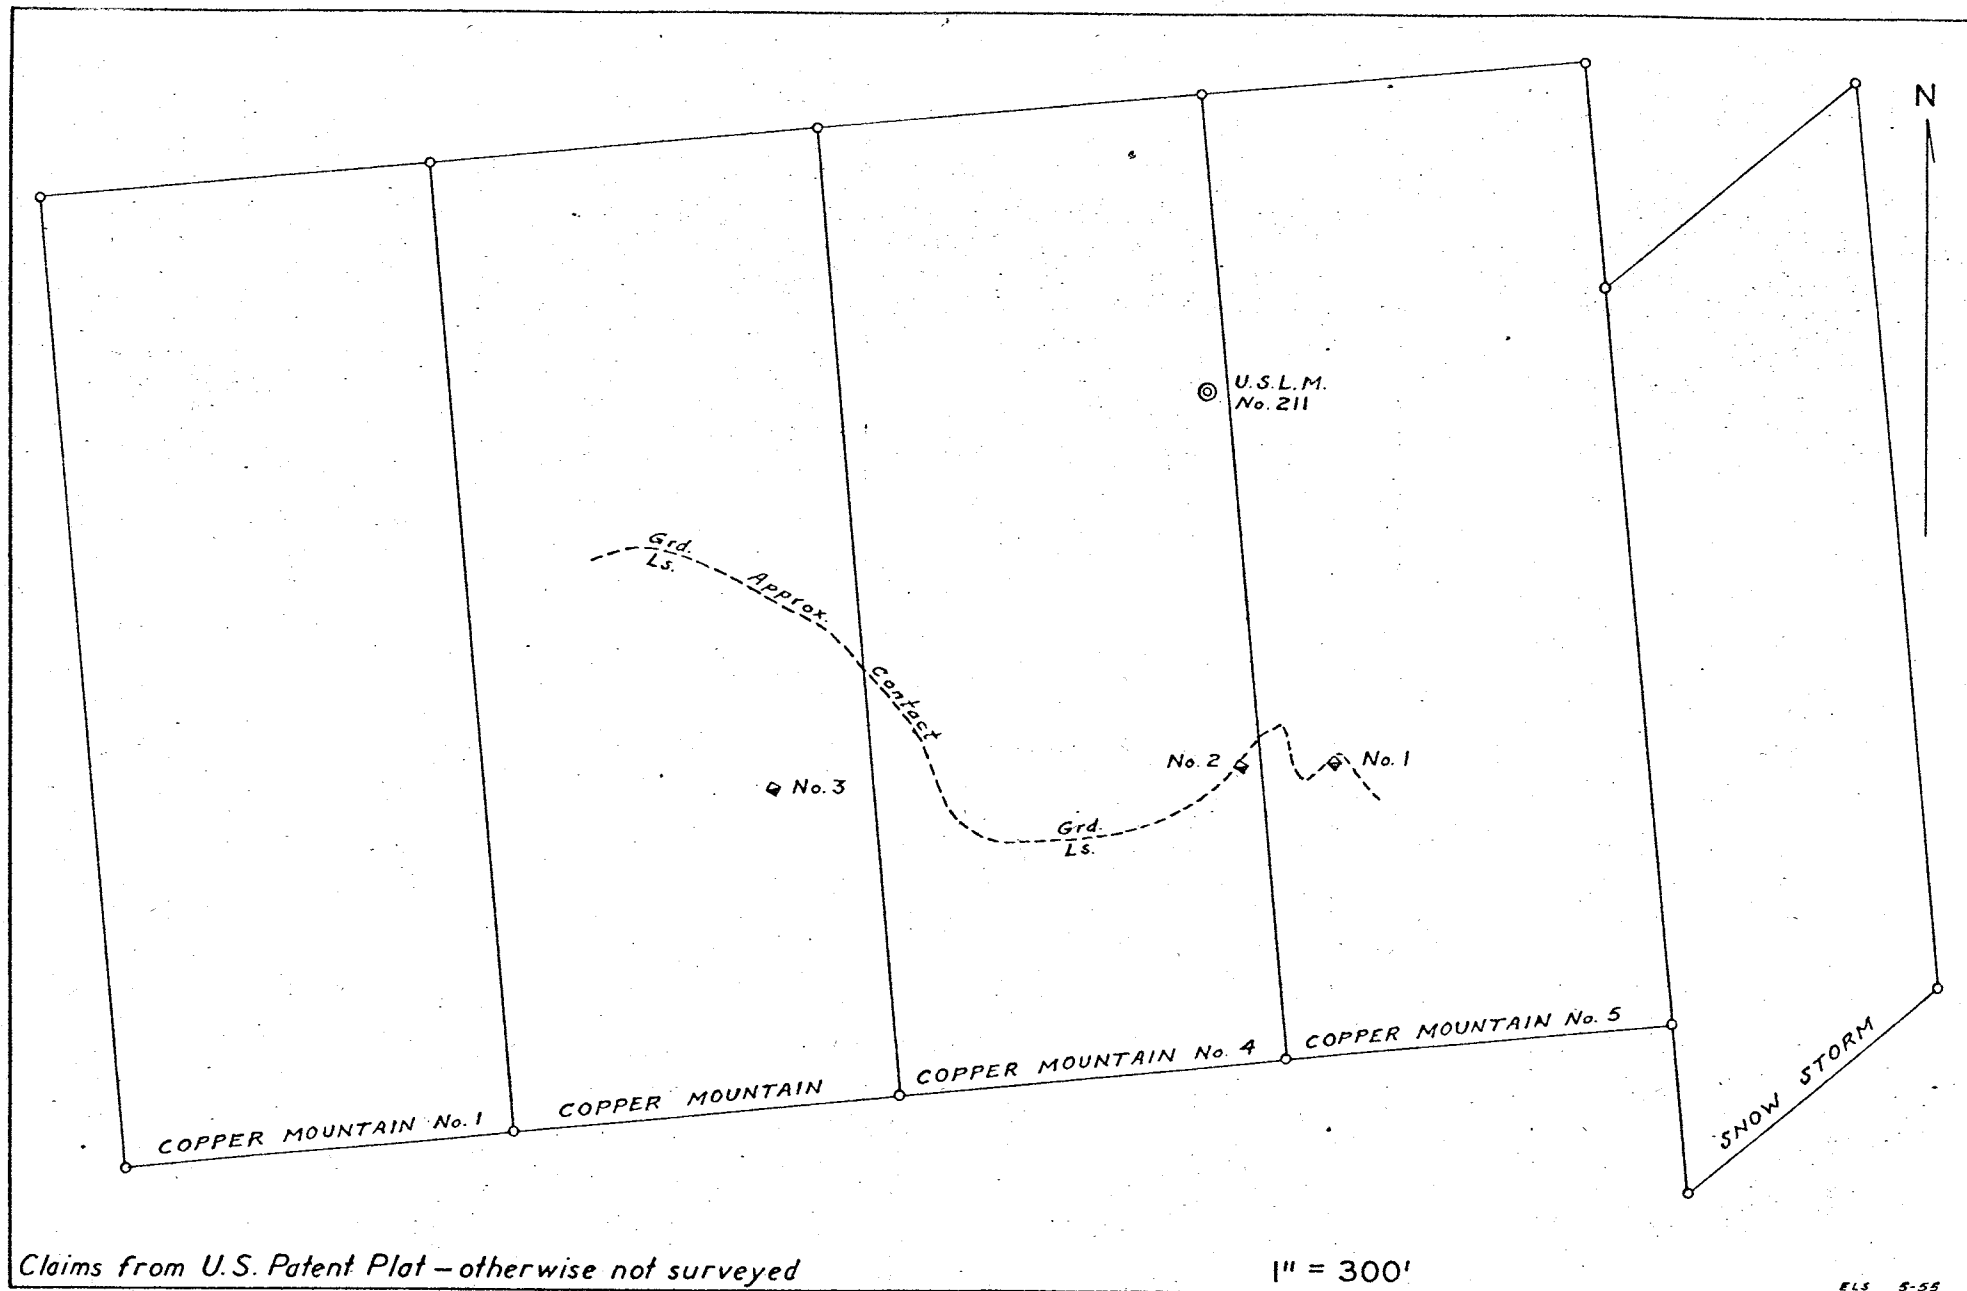 N
U.S.L.M.
No. 211
Grd.
Ls.
Approx.
Contact
No. 2
No. 1
No. 3
Grd.
Ls.
COPPER MOUNTAIN No. 1
COPPER MOUNTAIN
COPPER MOUNTAIN No. 4
COPPER MOUNTAIN No. 5
SNOW STORM
Claims from U.S. Patent Plat – otherwise not surveyed
1" = 300'
ELS 5-55